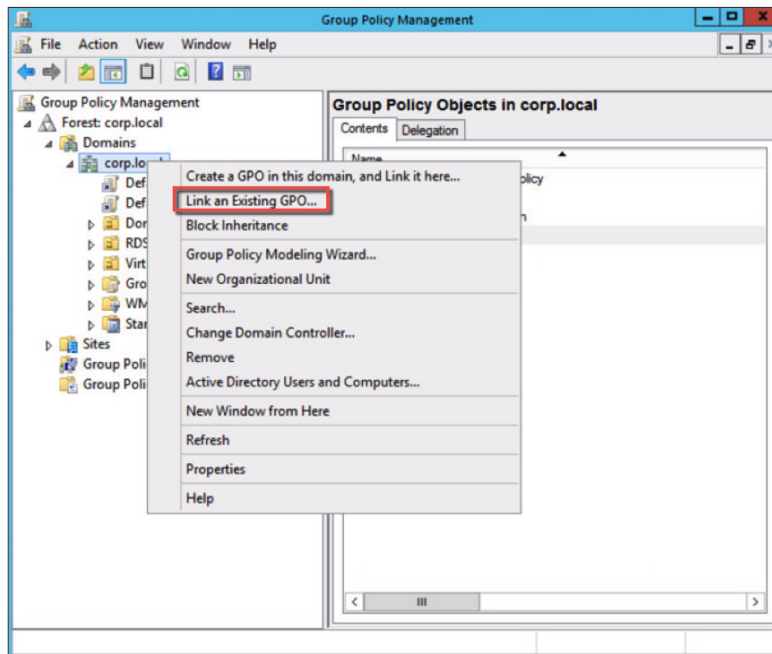 Group Policy Management
File Action View Window Help
Group Policy Management
Forest: corp.local
Domains
corp.local
Def
Def
Dor
RDS
Virt
Gro
WM
Star
Sites
Group Poli
Group Poli
Create a GPO in this domain, and Link it here...
Link an Existing GPO...
Block Inheritance
Group Policy Modeling Wizard...
New Organizational Unit
Search...
Change Domain Controller...
Remove
Active Directory Users and Computers...
New Window from Here
Refresh
Properties
Help
Group Policy Objects in corp.local
Contents Delegation
Name
olicy
n